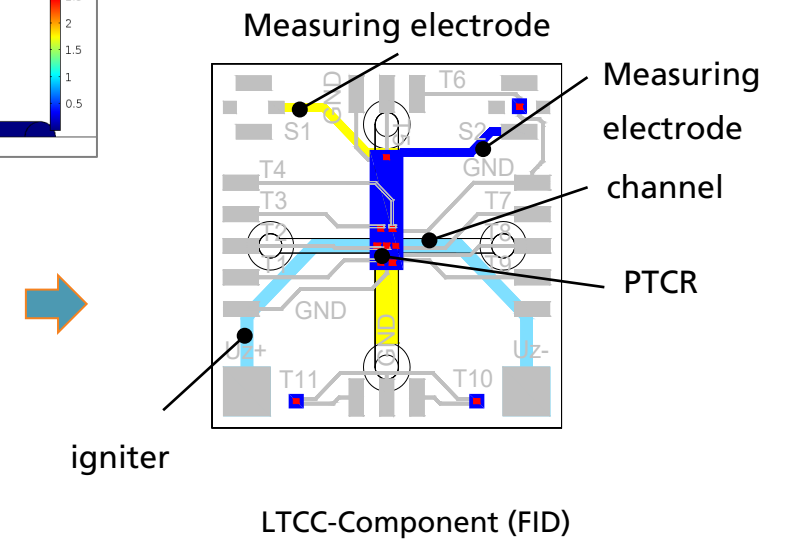 2
1.5
1
0.5
Measuring electrode
Measuring
electrode
channel
PTCR
igniter
GND
T6
S1
S2
GND
T4
T3
T7
T8
GND
Uz+
Uz-
GND
T11
T10
LTCC-Component (FID)